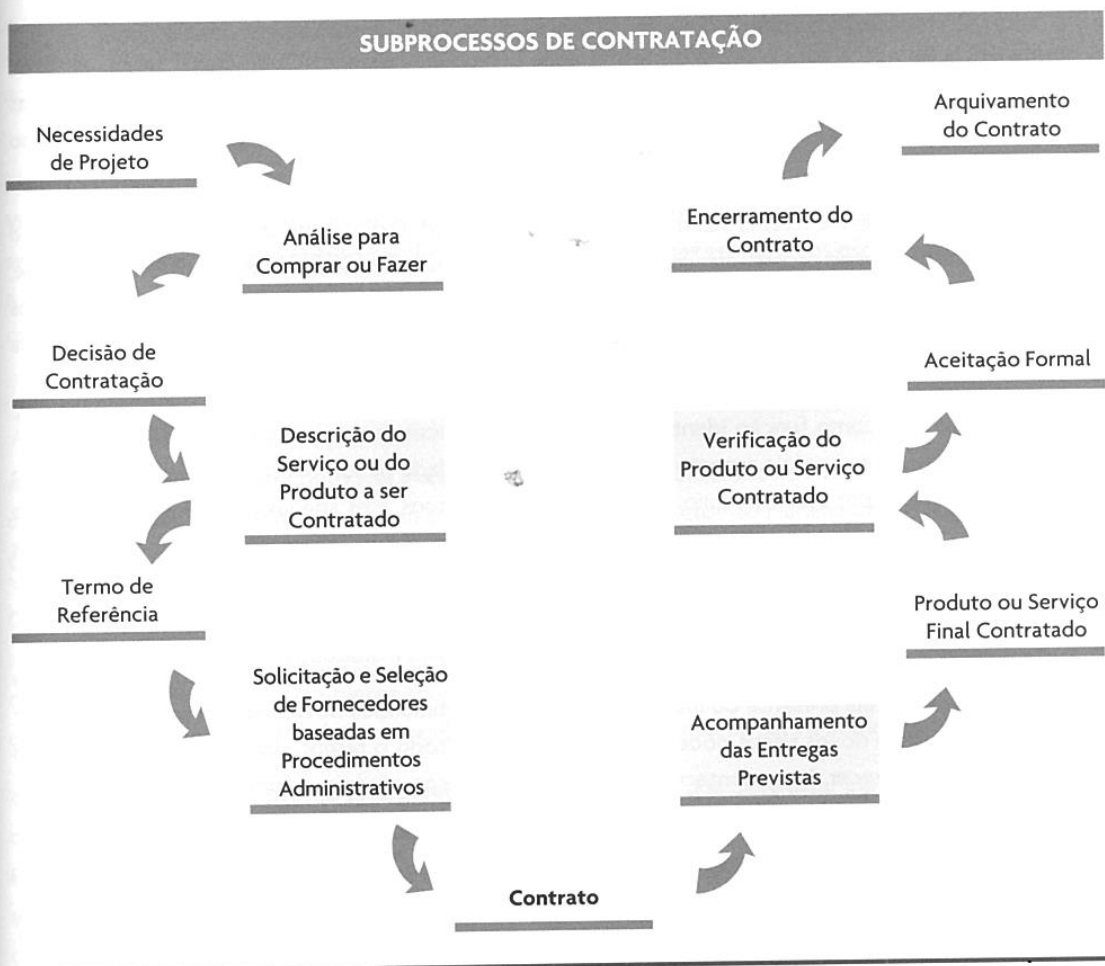 SUBPROCESSOS DE CONTRATAÇÃO
Necessidades
de Projeto
Análise para
Comprar ou Fazer
Decisão de
Contratação
Descrição do
Serviço ou do
Produto a ser
Contratado
Termo de
Referência
Solicitação e Seleção
de Fornecedores
baseadas em
Procedimentos
Administrativos
Contrato
Acompanhamento
das Entregas
Previstas
Produto ou Serviço
Final Contratado
Verificação do
Produto ou Serviço
Contratado
Aceitação Formal
Encerramento do
Contrato
Arquivamento
do Contrato